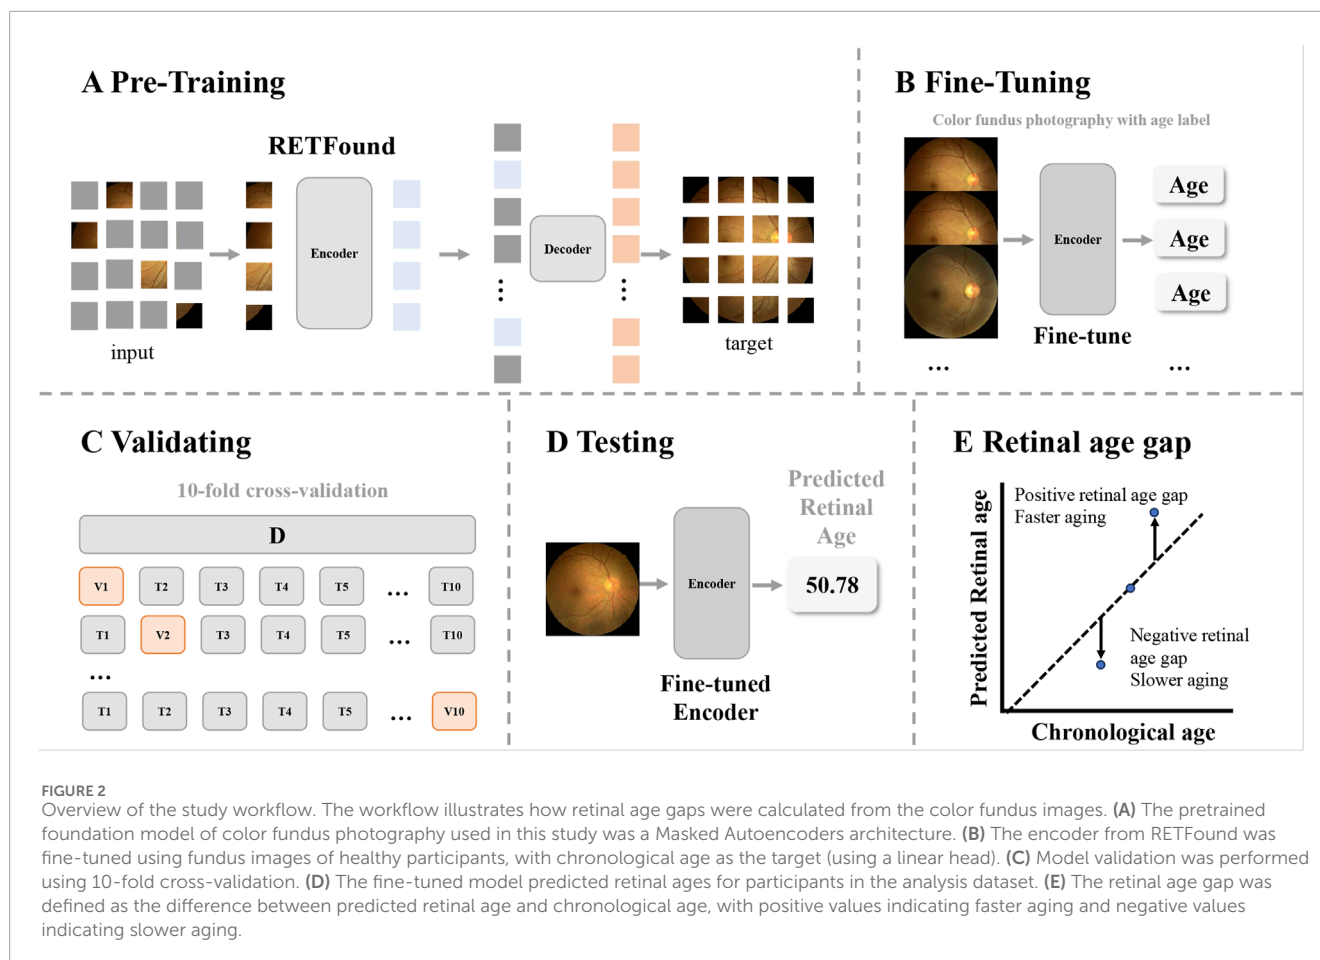 A Pre-Training
RETFound
Encoder
Decoder
input
target
B Fine-Tuning
Color fundus photography with age label
Encoder
Age
Age
Age
Fine-tune
...
...
...
...
C Validating
10-fold cross-validation
D
V1 T2 T3 T4 T5 ... T10
T1 V2 T3 T4 T5 ... T10
...
T1 T2 T3 T4 T5 ... V10
D Testing
Predicted
Retinal
Age
Encoder
50.78
Fine-tuned
Encoder
E Retinal age gap
Predicted Retinal age
Positive retinal age gap
Faster aging
Negative retinal
age gap
Slower aging
Chronological age
FIGURE 2
Overview of the study workflow. The workflow illustrates how retinal age gaps were calculated from the color fundus images. (A) The pretrained
foundation model of color fundus photography used in this study was a Masked Autoencoders architecture. (B) The encoder from RETFound was
fine-tuned using fundus images of healthy participants, with chronological age as the target (using a linear head). (C) Model validation was performed
using 10-fold cross-validation. (D) The fine-tuned model predicted retinal ages for participants in the analysis dataset. (E) The retinal age gap was
defined as the difference between predicted retinal age and chronological age, with positive values indicating faster aging and negative values
indicating slower aging.